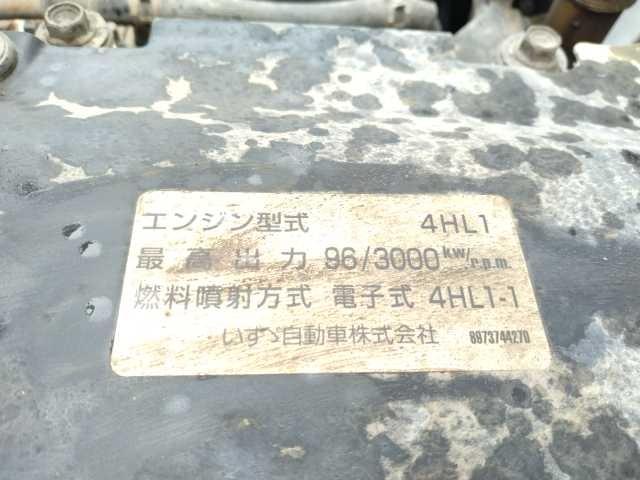 エンジン型式 4HL1
最高出力 96/3000 kw/r.p.m.
燃料噴射方式 電子式 4HL1-1
いすゞ自動車株式会社 8973744270